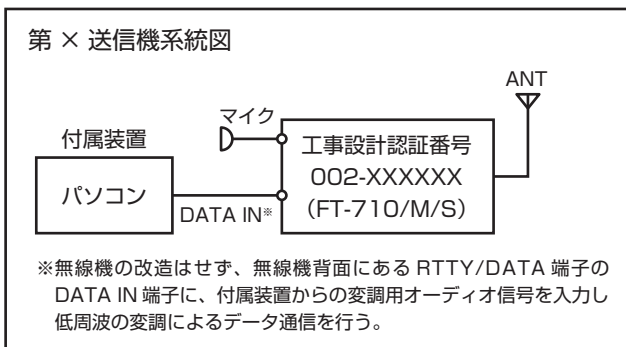 第 × 送信機系統図
ANT
マイク
付属装置
パソコン
DATA IN※
工事設計認証番号
002-XXXXXX
(FT-710/M/S)
※無線機の改造はせず、無線機背面にある RTTY/DATA 端子の
DATA IN 端子に、付属装置からの変調用オーディオ信号を入力し
低周波の変調によるデータ通信を行う。